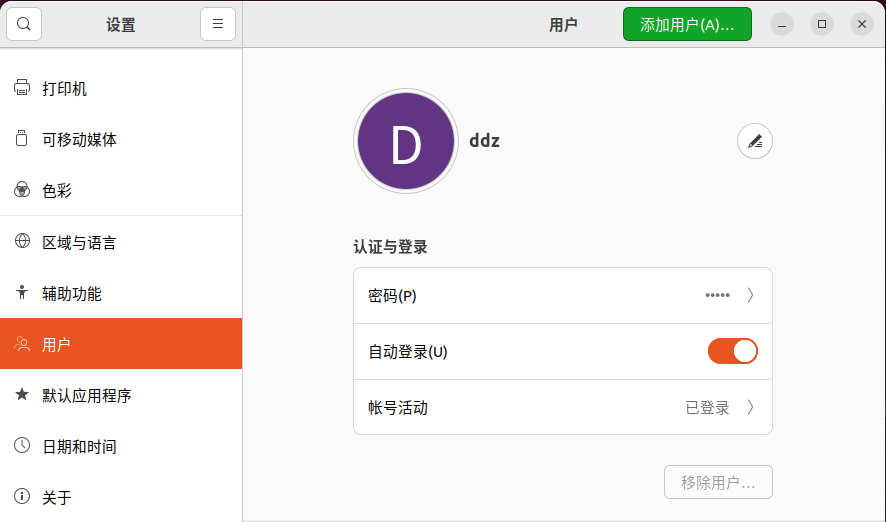 设置
用户
添加用户(A)…
打印机
可移动媒体
色彩
区域与语言
辅助功能
用户
默认应用程序
日期和时间
关于
D
ddz
认证与登录
密码(P)
•••••
自动登录(U)
帐号活动
已登录
移除用户…